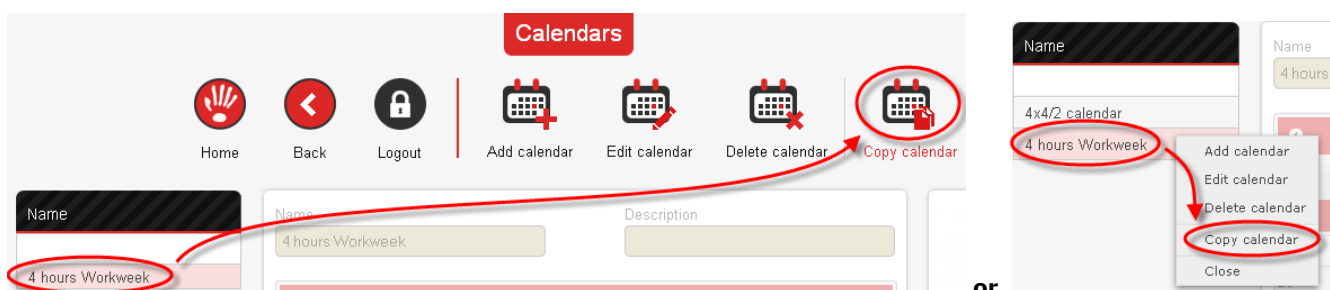 Calendars
Home Back Logout Add calendar Edit calendar Delete calendar Copy calendar
Name
Name Description
4 hours Workweek
4 hours Workweek
or
Name
4x4/2 calendar
4 hours Workweek
Name
4 hours
Add calendar
Edit calendar
Delete calendar
Copy calendar
Close